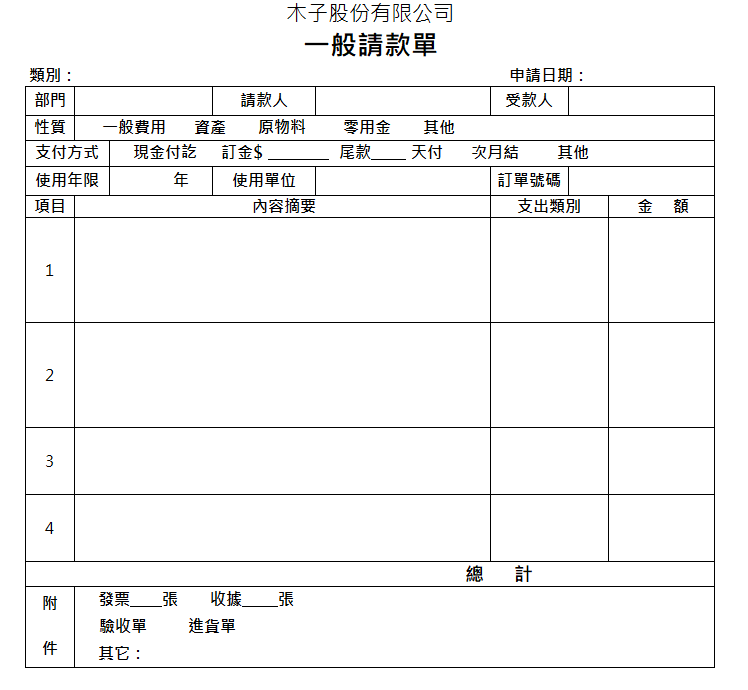 木子股份有限公司
一般請款單
類別： 申請日期：
部門 請款人 受款人
性質 一般費用 資產 原物料 零用金 其他
支付方式 現金付訖 訂金$ ________ 尾款____ 天付 次月結 其他
使用年限 年 使用單位 訂單號碼
項目 內容摘要 支出類別 金 額
1
2
3
4
總 計
附 發票____張 收據____張
驗收單 進貨單
件 其它：